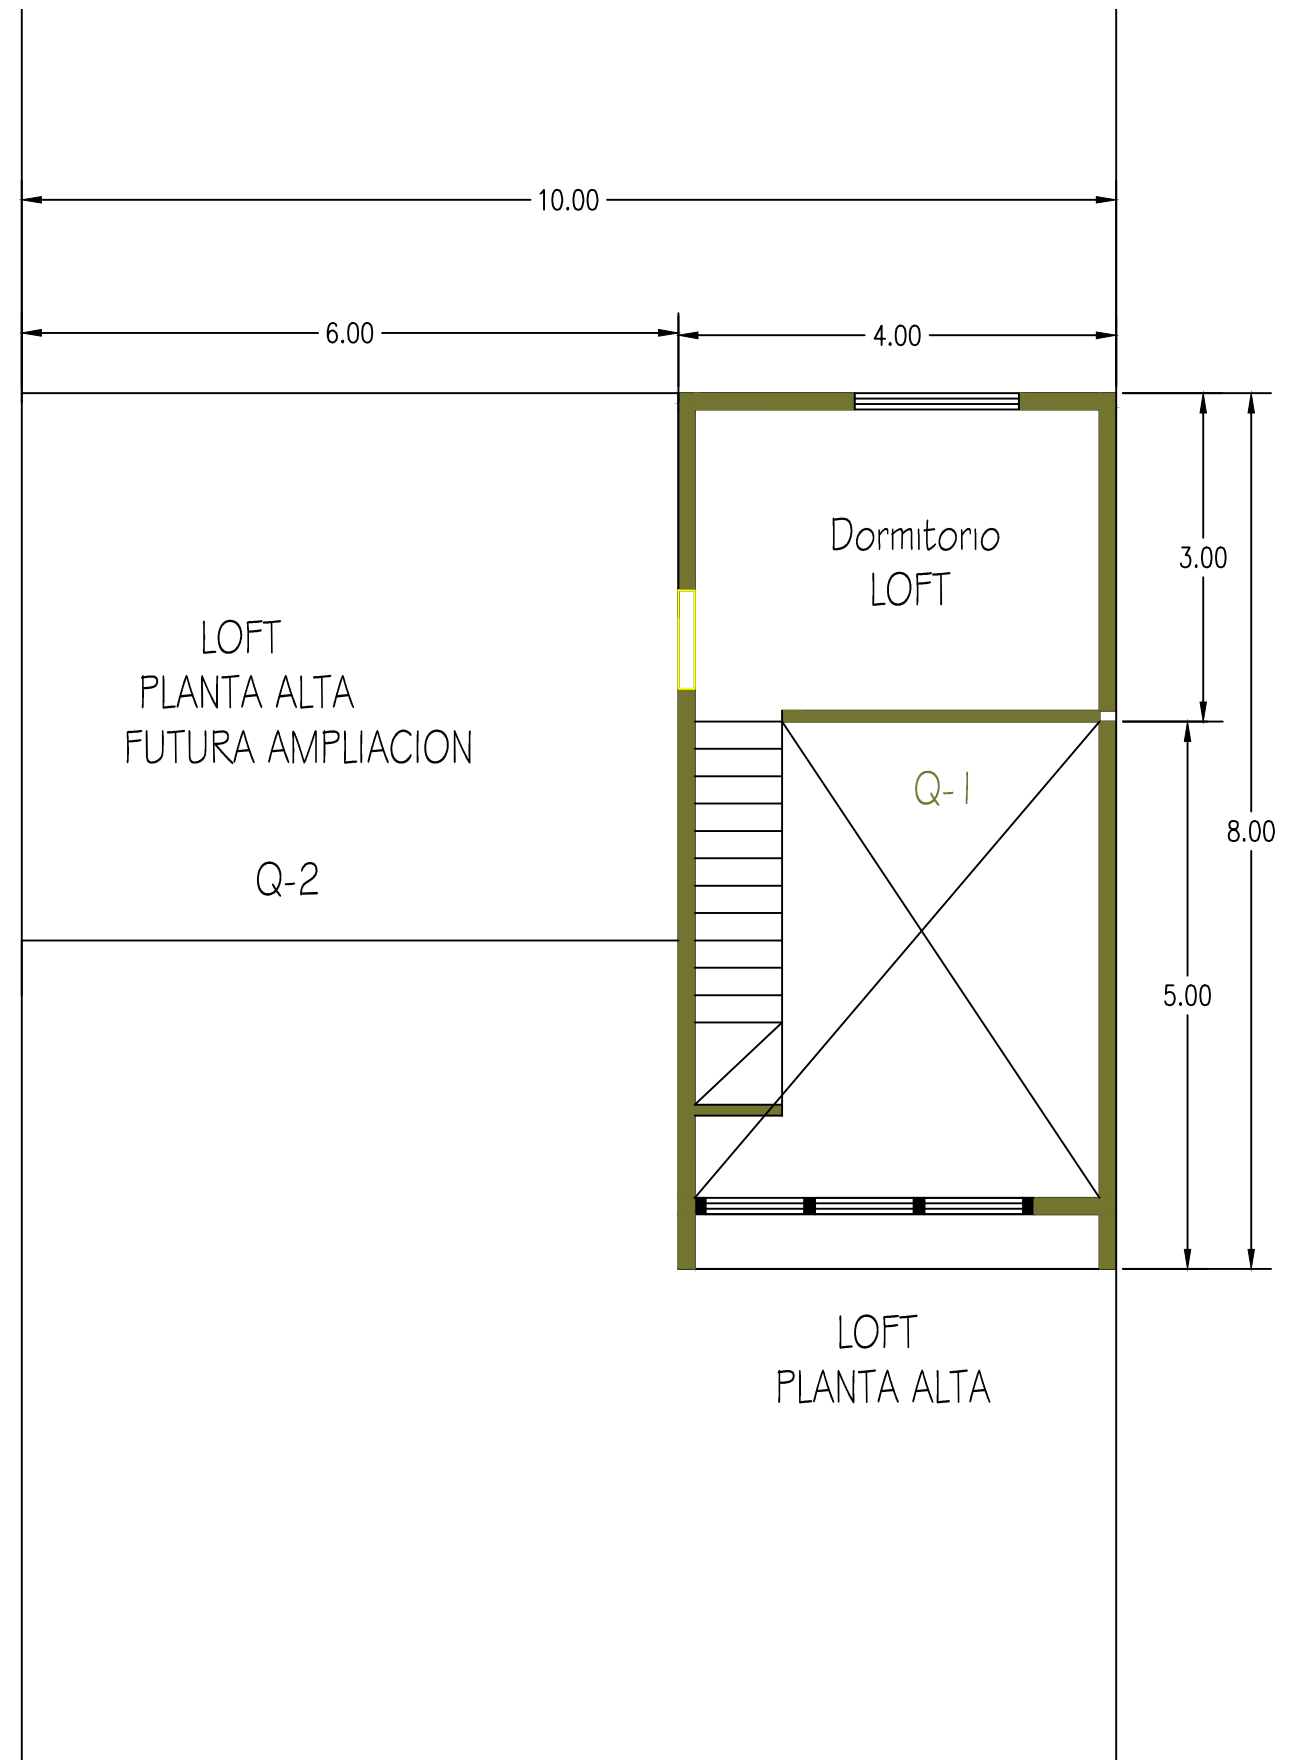 10.00
6.00
4.00
Dormitorio
LOFT
3.00
LOFT
PLANTA ALTA
FUTURA AMPLIACION
Q-1
8.00
Q-2
5.00
LOFT
PLANTA ALTA